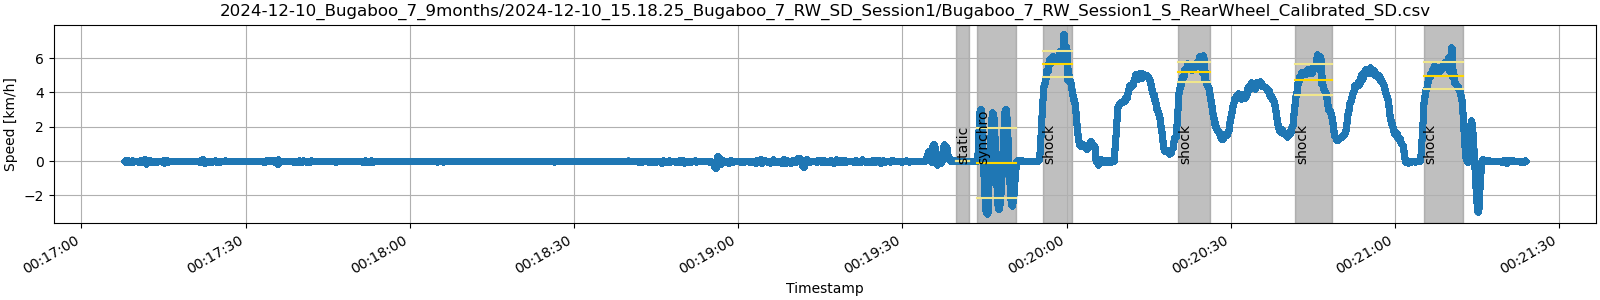 2024-12-10_Bugaboo_7_9months/2024-12-10_15.18.25_Bugaboo_7_RW_SD_Session1/Bugaboo_7_RW_Session1_S_RearWheel_Calibrated_SD.csv
Speed [km/h]
6
4
2
0
−2
static
synchro
shock
shock
shock
shock
00:17:00
00:17:30
00:18:00
00:18:30
00:19:00
00:19:30
00:20:00
00:20:30
00:21:00
00:21:30
Timestamp